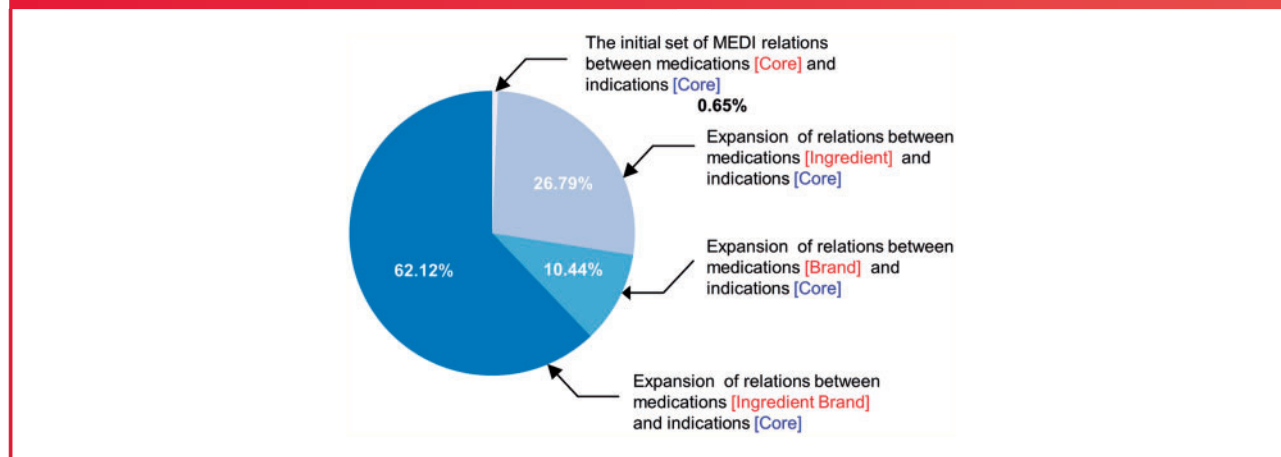 The initial set of MEDI relations
between medications [Core] and
indications [Core]
0.65%
Expansion of relations between
medications [Ingredient] and
indications [Core]
26.79%
Expansion of relations between
medications [Brand] and
indications [Core]
10.44%
62.12%
Expansion of relations between
medications [Ingredient Brand]
and indications [Core]